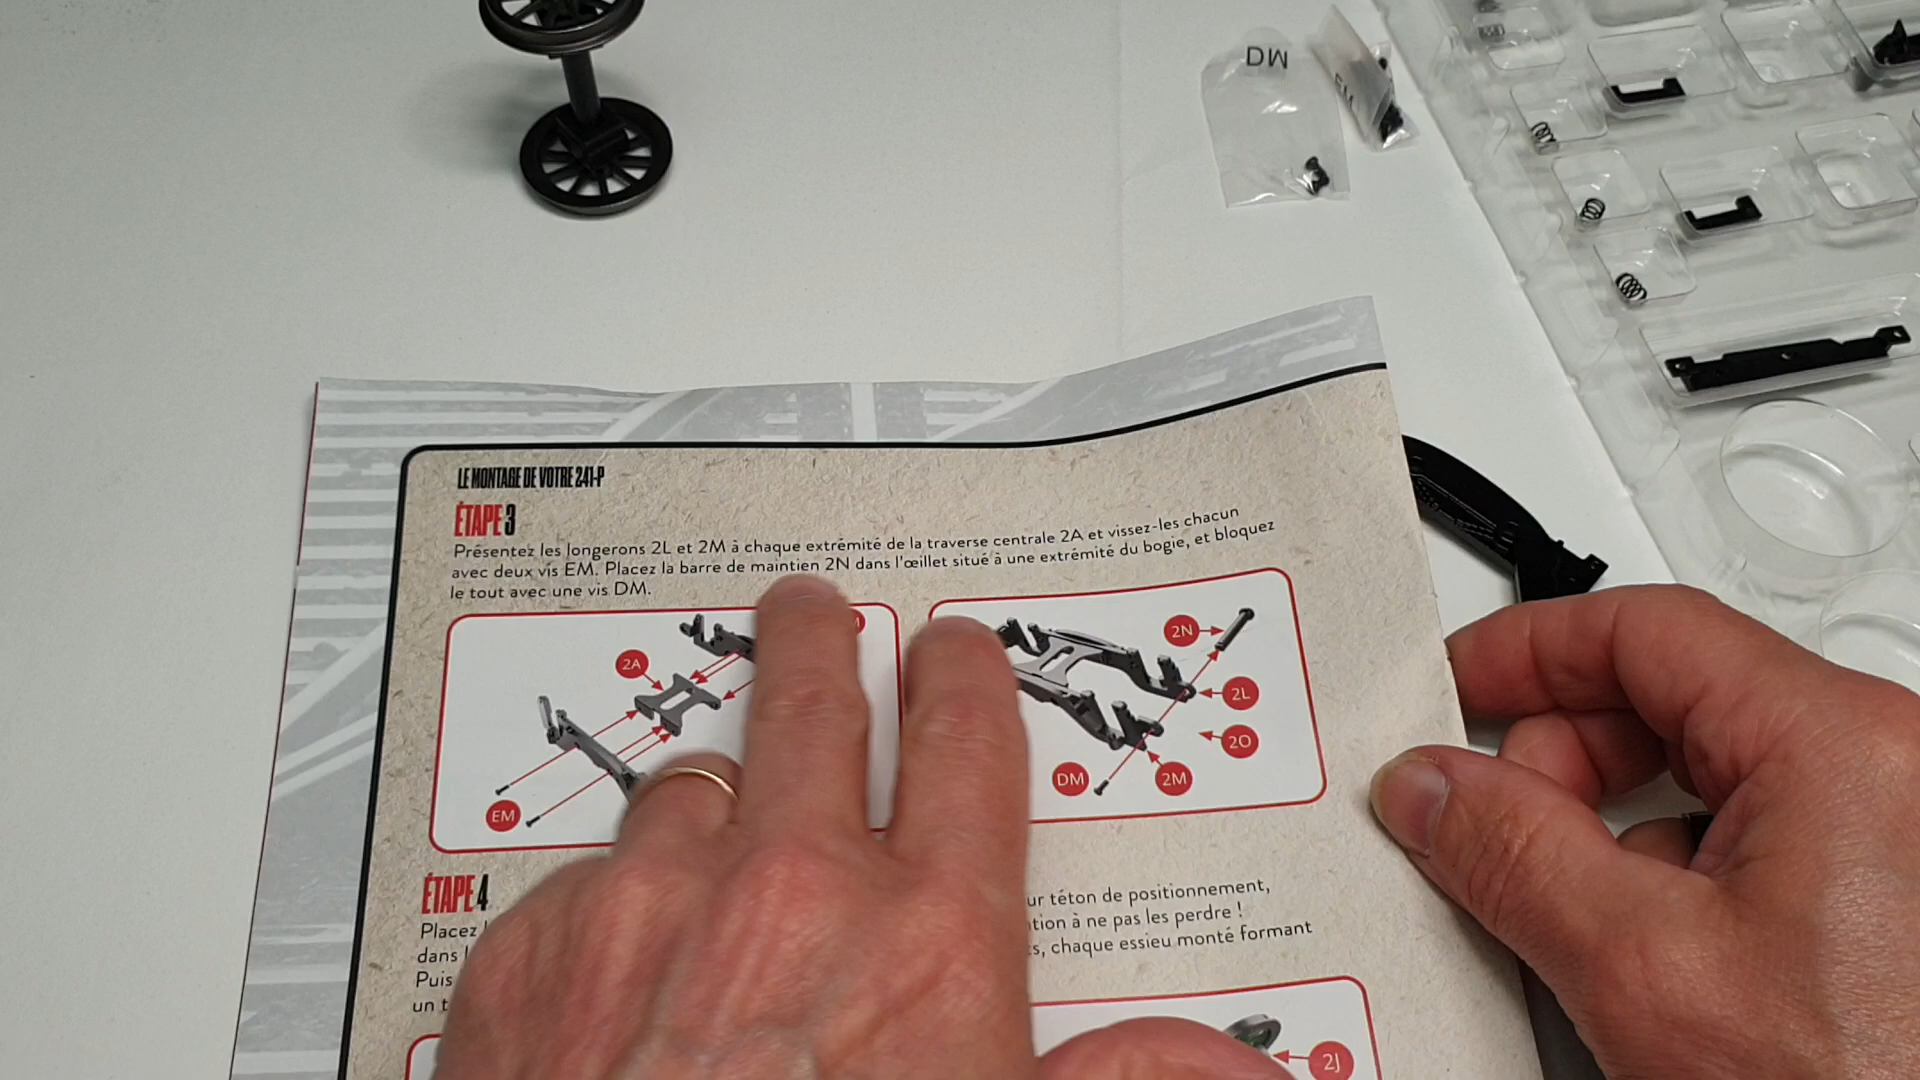 DM
EM
LE MONTAGE DE VOTRE 241-P
ÉTAPE 3
Présentez les longerons 2L et 2M à chaque extrémité de la traverse centrale 2A et vissez-les chacun
avec deux vis EM. Placez la barre de maintien 2N dans l'œillet situé à une extrémité du bogie, et bloquez
le tout avec une vis DM.
2A
EM
2N
2L
2O
DM
2M
ÉTAPE 4
Placez
ur téton de positionnement,
dans
tion à ne pas les perdre !
Puis
s, chaque essieu monté formant
un t
2J